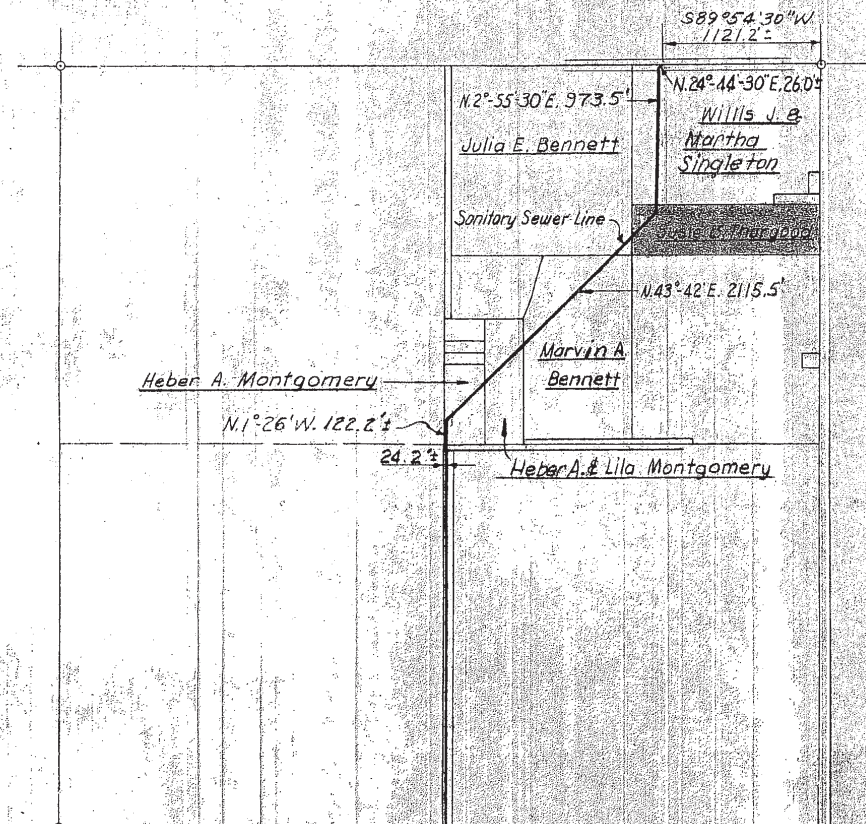 S89°54'30"W.
1121.2'±
N.24°-44'-30"E.26.0'±
N.2°-55'-30"E. 973.5'
Willis J. &
Martha
Singleton
Julia E. Bennett
Sanitary Sewer Line
Susie B. Thurgood
N.43°-42'E. 2115.5'
Marvin A.
Bennett
Heber A. Montgomery
N.1°-26'W. 122.2'±
24.2'±
Heber A. & Lila Montgomery